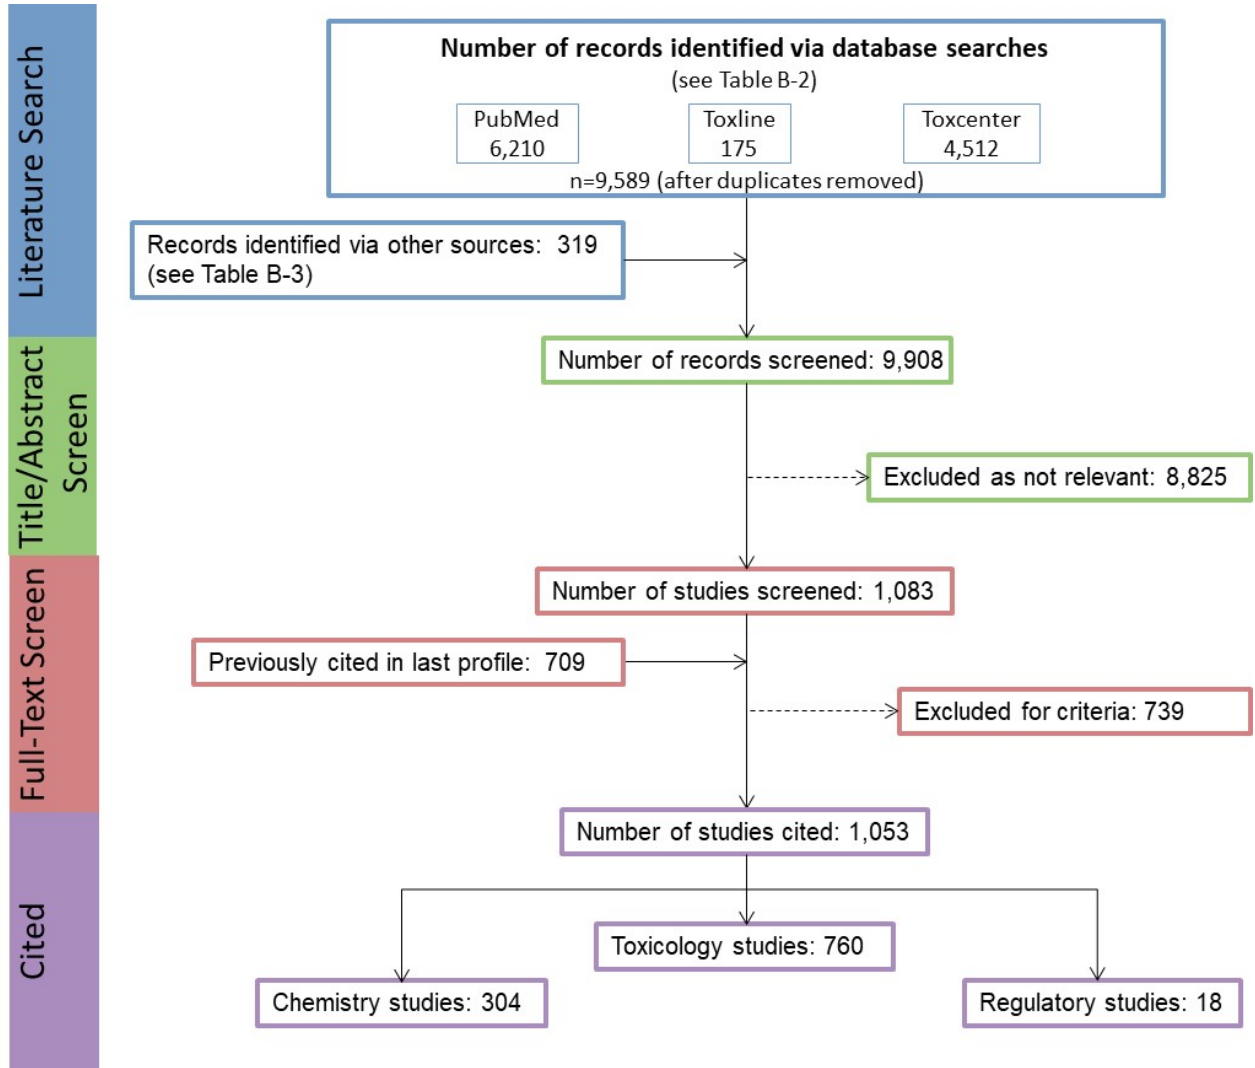 Literature Search
Number of records identified via database searches
(see Table B-2)
PubMed
6,210
Toxline
175
Toxcenter
4,512
n=9,589 (after duplicates removed)
Records identified via other sources: 319
(see Table B-3)
Title/Abstract
Screen
Number of records screened: 9,908
Excluded as not relevant: 8,825
Full-Text Screen
Number of studies screened: 1,083
Previously cited in last profile: 709
Excluded for criteria: 739
Cited
Number of studies cited: 1,053
Toxicology studies: 760
Chemistry studies: 304
Regulatory studies: 18